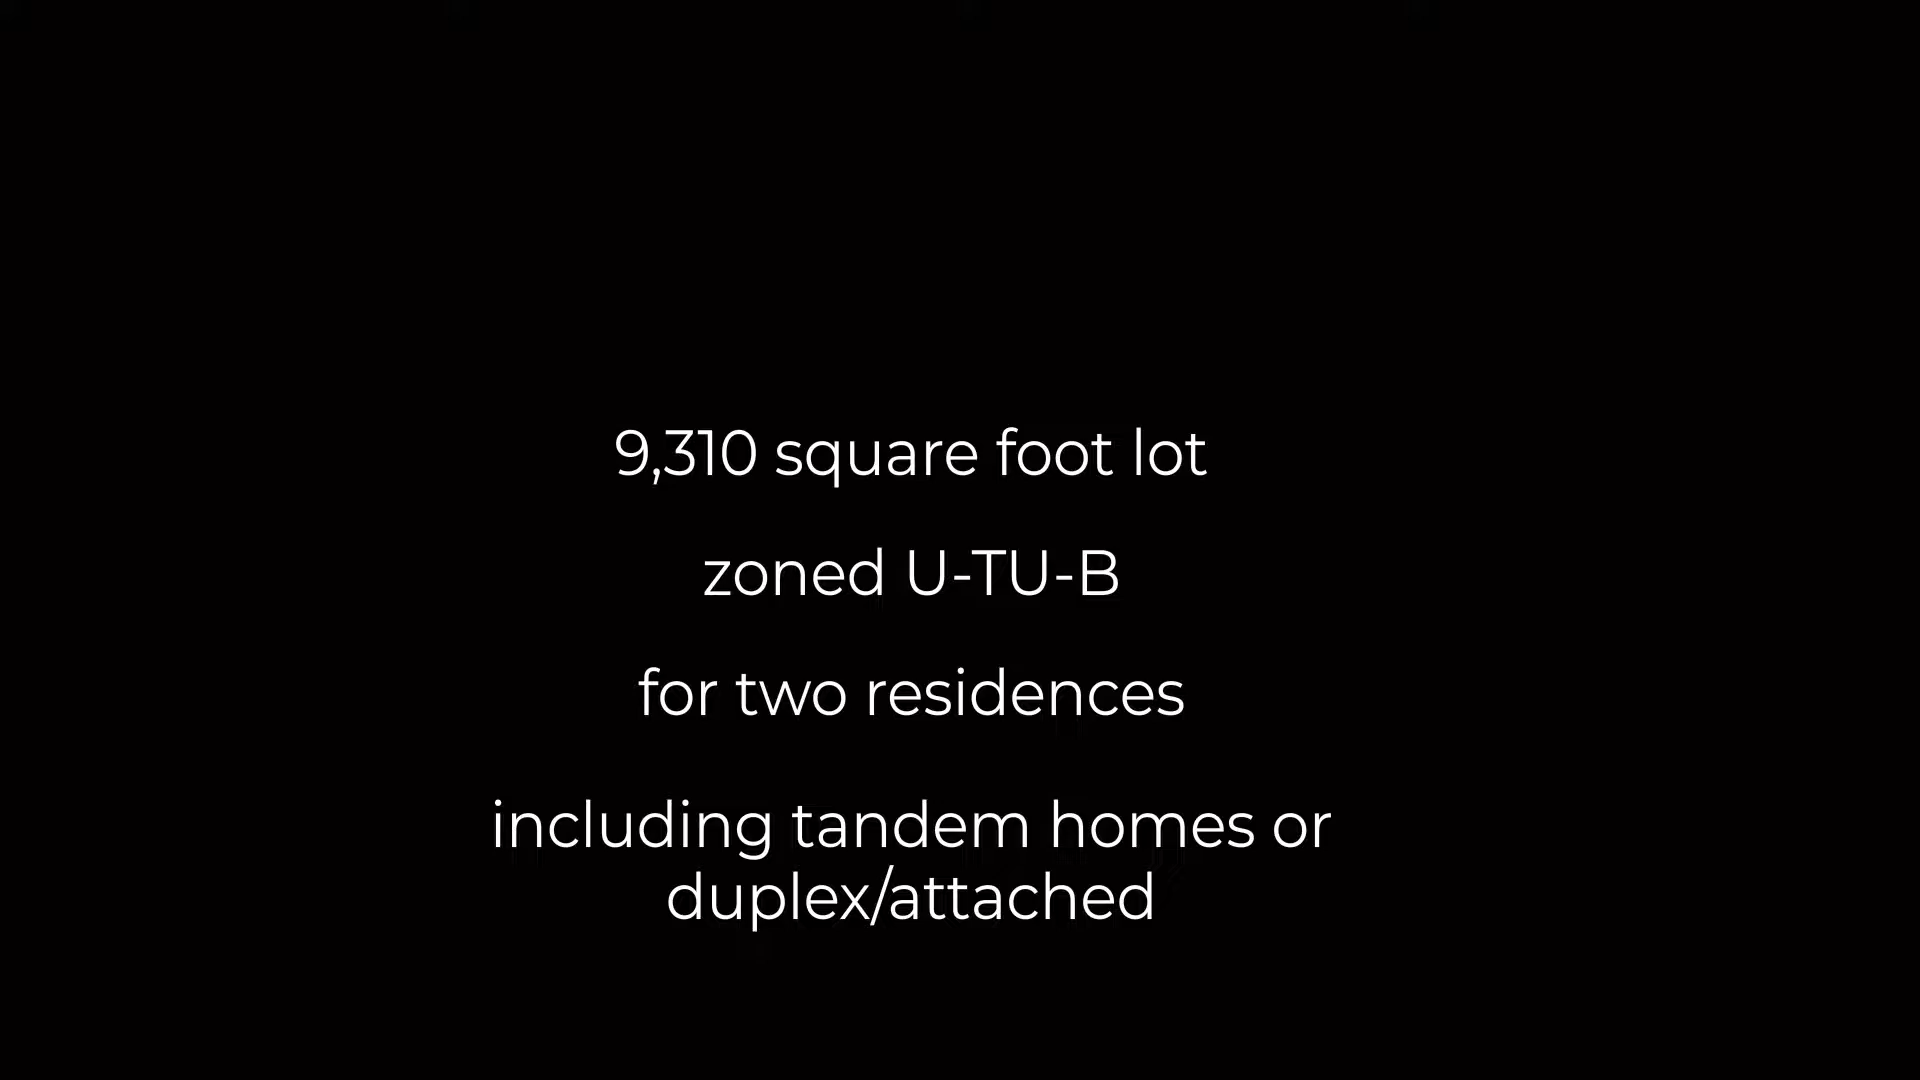 9,310 square foot lot
zoned U-TU-B
for two residences
including tandem homes or
duplex/attached